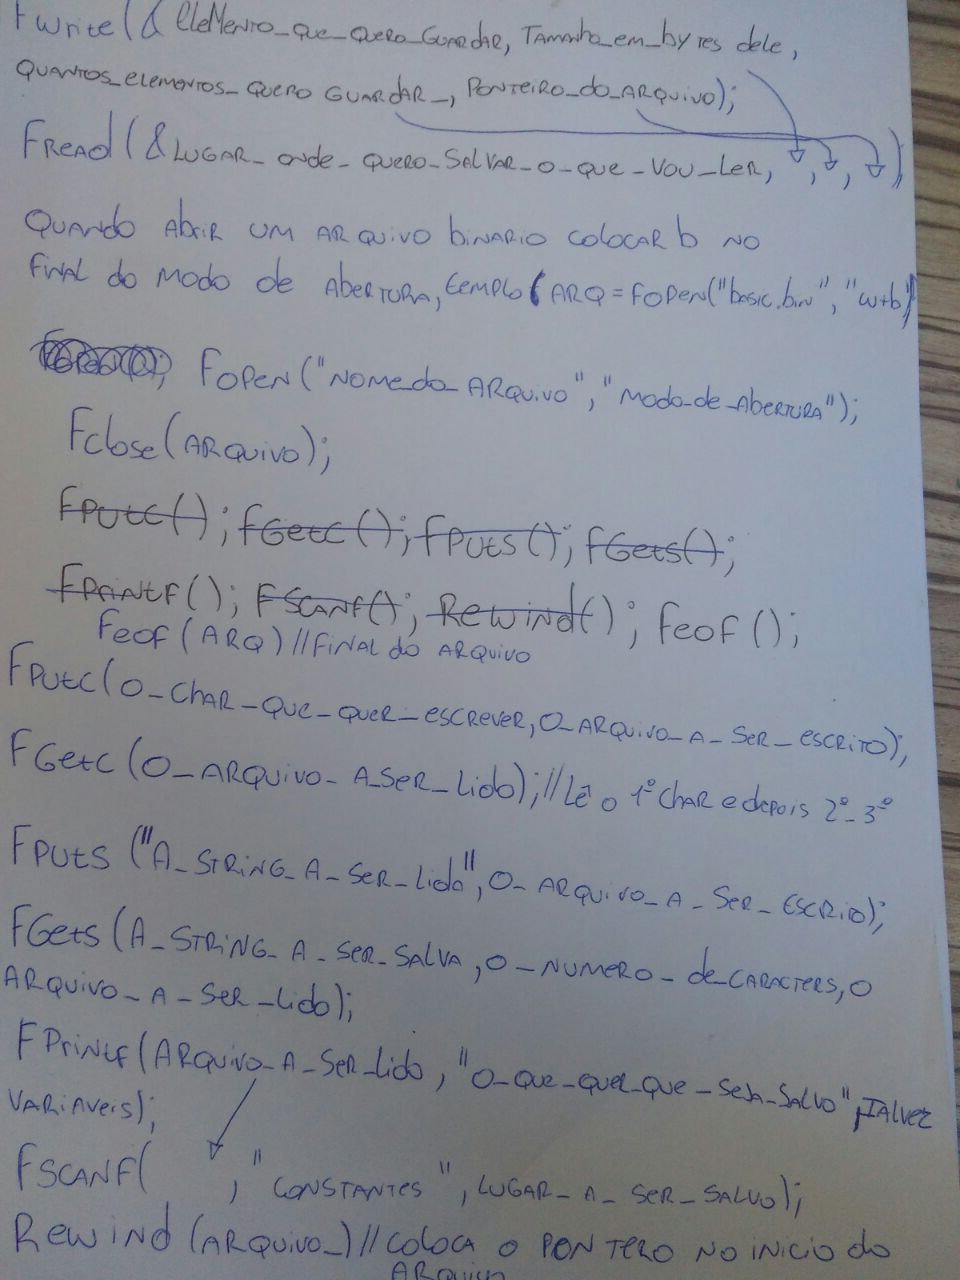 Fwrite(& eleMento_que_quero_GuardAR, TAmanho_em_bytes dele,
QUANTOS_elementos_QUERO GUARdAR_, PONTEIRO_do_ARQUIVO);
FReAd (& LUGAR_onde_QUERO_SALVAR_O_que_VOU_Ler, , , )
QUANDO AbRIR UM ARQUIVO bINARIO COLOCAR b NO
FINAL do MODO de AberTURA, Exemplo (ARQ = FOPEN("basic.bin", "w+b)
FOPEN ("NOMe_do_ARQUIVO", "MODO_de_AberTURA");
Fclose (ARQUIVO);
FPUTC(); FGetC(); FPUTS(); FGets();
FPRINTF(); FSCANF(); Rewind(); Feof();
Feof (ARQ) //FINAL do ARQUIVO
FPUTC(O_ChAR_QUe_QUeR_escReveR, O_ARQUIVO_A_SeR_escRITO);
FGetC (O_ARQUIVO_A_SeR_Lido); //Lê o 1º ChAR e depois 2º_3º
FPUTS ("A_STRING_A_SeR_Lida", O_ARQUIVO_A_SeR_ESCRIO);
FGets (A_STRiNG_A_SeR_SALVA, O_NUMeRO_de_CARACTeRS, O
ARQUIVO_A_SeR_Lido);
FPRINTF (ARQUIVO_A_SeR_Lido, "O_QUe_QUeR_QUe_SeJA_SALVO", TALVez
VARIAVeis);
FSCANF( , "CONSTANTES", LUGAR_A_SeR_SALVO);
Rewind (ARQUIVO_) // COLOCA O PONTERO NO INICIO do
ARQUIVO